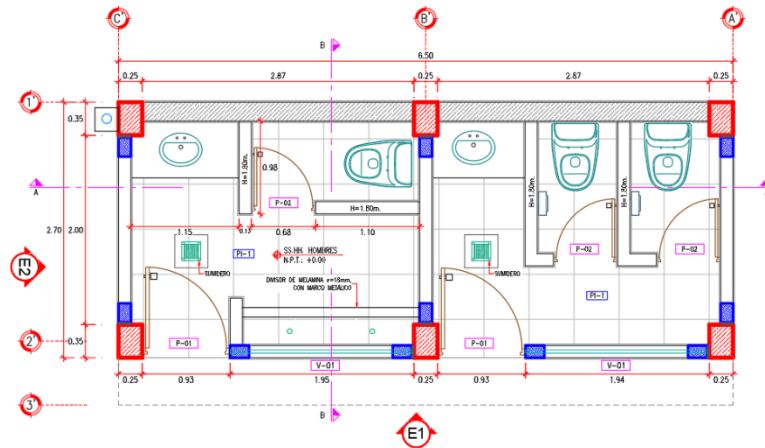 C' B' A'
B
6.50
0.25 2.87 0.25 2.87 0.25
1'
0.35
H=1.80m.
0.98
P-02
H=1.80m.
H=1.80m.
H=1.80m.
A
2.70 2.00
1.15 0.13 0.68 1.10
P-02 P-02
E2
PI-1
SS.HH. HOMBRES
N.P.T.: +0.00
SUMIDERO
SUMIDERO
DIVISOR DE MELAMINA e=18mm,
CON MARCO METALICO
PI-1
2'
0.35
P-01 P-01
V-01 V-01
0.25 0.93 1.95 0.25 0.93 1.94 0.25
3'
B
E1